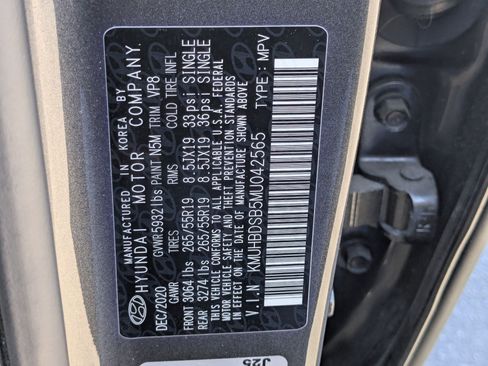 MANUFACTURED IN KOREA BY
HYUNDAI MOTOR COMPANY.
DEC/2020 GVWR5932lbs PAINT N5M TRIM VP8
GAWR TIRES RIMS COLD TIRE INFL
FRONT 3064 lbs 265/55R19 8.5JX19 33psi SINGLE
REAR 3274 lbs 265/55R19 8.5JX19 36psi SINGLE
THIS VEHICLE CONFORMS TO ALL APPLICABLE U.S.A. FEDERAL
MOTOR VEHICLE SAFETY AND THEFT PREVENTION STANDARDS
IN EFFECT ON THE DATE OF MANUFACTURE SHOWN ABOVE
V.I.N: KMUHBDSB5MU042565 TYPE: MPV
J25